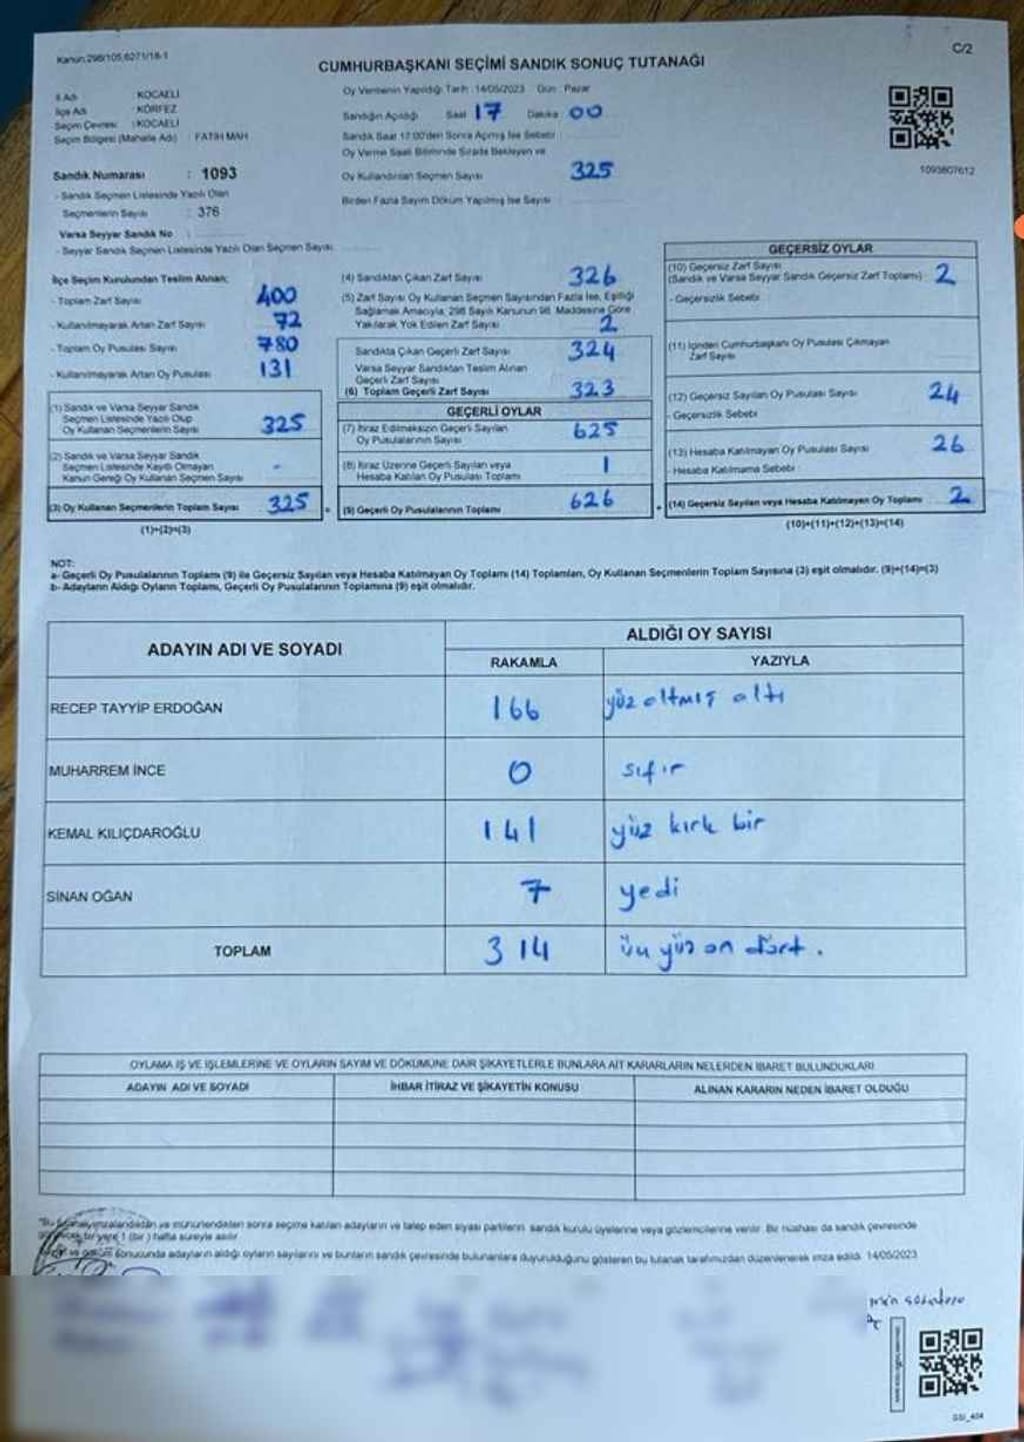 Kanun:298/105,6271/18-1
C/2
CUMHURBAŞKANI SEÇİMİ SANDIK SONUÇ TUTANAĞI
İl Adı : KOCAELİ
İlçe Adı : KÖRFEZ
Seçim Çevresi : KOCAELİ
Seçim Bölgesi (Mahalle Adı) : FATİH MAH
Sandık Numarası : 1093
- Sandık Seçmen Listesinde Yazılı Olan
Seçmenlerin Sayısı : 376
Varsa Seyyar Sandık No :
- Seyyar Sandık Seçmen Listesinde Yazılı Olan Seçmen Sayısı
Oy Vermenin Yapıldığı Tarih : 14/05/2023 Gün : Pazar
Sandığın Açıldığı Saat 17 Dakika 00
Sandık Saat 17:00'den Sonra Açılmış İse Sebebi
Oy Verme Saati Bitiminde Sırada Bekleyen ve
Oy Kullandırılan Seçmen Sayısı 325
Birden Fazla Sayım Döküm Yapılmış İse Sayısı
1093807612
İlçe Seçim Kurulundan Teslim Alınan;
- Toplam Zarf Sayısı 400
- Kullanılmayarak Artan Zarf Sayısı 72
- Toplam Oy Pusulası Sayısı 780
- Kullanılmayarak Artan Oy Pusulası 131
(1) Sandık ve Varsa Seyyar Sandık
Seçmen Listesinde Yazılı Olup
Oy Kullanan Seçmenlerin Sayısı 325
(2) Sandık ve Varsa Seyyar Sandık
Seçmen Listesinde Kayıtlı Olmayan
Kanun Gereği Oy Kullanan Seçmen Sayısı -
(3) Oy Kullanan Seçmenlerin Toplam Sayısı 325
(1)+(2)=(3)
(4) Sandıktan Çıkan Zarf Sayısı 326
(5) Zarf Sayısı Oy Kullanan Seçmen Sayısından Fazla İse, Eşitliği
Sağlamak Amacıyla, 298 Sayılı Kanunun 98. Maddesine Göre
Yakılarak Yok Edilen Zarf Sayısı 2
Sandıkta Çıkan Geçerli Zarf Sayısı 324
Varsa Seyyar Sandıktan Teslim Alınan
Geçerli Zarf Sayısı
(6) Toplam Geçerli Zarf Sayısı 323
GEÇERLİ OYLAR
(7) İtiraz Edilmeksizin Geçerli Sayılan
Oy Pusulalarının Sayısı 625
(8) İtiraz Üzerine Geçerli Sayılan veya
Hesaba Katılan Oy Pusulası Toplamı 1
(9) Geçerli Oy Pusulalarının Toplamı 626
GEÇERSİZ OYLAR
(10) Geçersiz Zarf Sayısı
(Sandık ve Varsa Seyyar Sandık Geçersiz Zarf Toplamı) 2
- Geçersizlik Sebebi
(11) İçinden Cumhurbaşkanı Oy Pusulası Çıkmayan
Zarf Sayısı
(12) Geçersiz Sayılan Oy Pusulası Sayısı 24
- Geçersizlik Sebebi
(13) Hesaba Katılmayan Oy Pusulası Sayısı 26
- Hesaba Katılmama Sebebi
(14) Geçersiz Sayılan veya Hesaba Katılmayan Oy Toplamı 2
(10)+(11)+(12)+(13)=(14)
NOT:
a- Geçerli Oy Pusulalarının Toplamı (9) ile Geçersiz Sayılan veya Hesaba Katılmayan Oy Toplamı (14) Toplamları, Oy Kullanan Seçmenlerin Toplam Sayısına (3) eşit olmalıdır. (9)+(14)=(3)
b- Adayların Aldığı Oyların Toplamı, Geçerli Oy Pusulalarının Toplamına (9) eşit olmalıdır.
ADAYIN ADI VE SOYADI
ALDIĞI OY SAYISI
RAKAMLA YAZIYLA
RECEP TAYYİP ERDOĞAN 166 yüz altmış altı
MUHARREM İNCE 0 sıfır
KEMAL KILIÇDAROĞLU 141 yüz kırk bir
SİNAN OĞAN 7 yedi
TOPLAM 314 üç yüz on dört.
OYLAMA İŞ VE İŞLEMLERİNE VE OYLARIN SAYIM VE DÖKÜMÜNE DAİR ŞİKAYETLERLE BUNLARA AİT KARARLARIN NELERDEN İBARET BULUNDUKLARI
ADAYIN ADI VE SOYADI İHBAR İTİRAZ VE ŞİKAYETİN KONUSU ALINAN KARARIN NEDEN İBARET OLDUĞU
imzalandıktan ve mühürlendikten sonra seçime katılan adayların ve talep eden siyasi partilerin sandık kurulu üyelerine veya gözlemcilerine verilir. Bir nüshası da sandık çevresinde
bir yere 1 (bir) hafta süreyle asılır
ve döküm sonucunda adayların aldığı oyların sayılarını ve bunların sandık çevresinde bulunanlara duyurulduğunu gösteren bu tutanak tarafımızdan düzenlenerek imza edildi. 14/05/2023